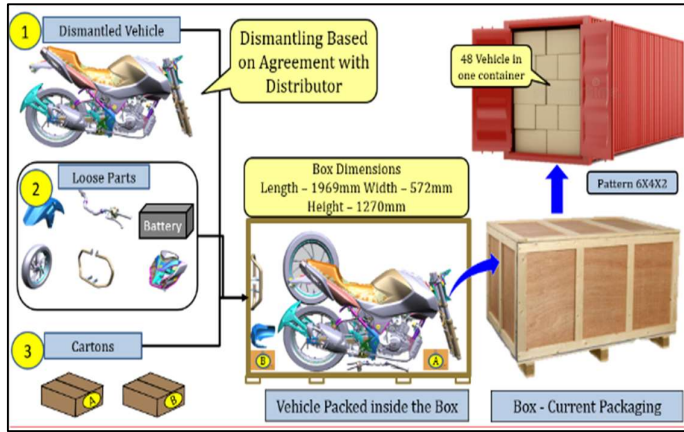 1
Dismantled Vehicle
Dismantling Based
on Agreement with
Distributor
48 Vehicle in
one container
Pattern 6X4X2
2
Loose Parts
Battery
Box Dimensions
Length – 1969mm Width – 572mm
Height – 1270mm
B
A
3
Cartons
A
B
Vehicle Packed inside the Box
Box - Current Packaging